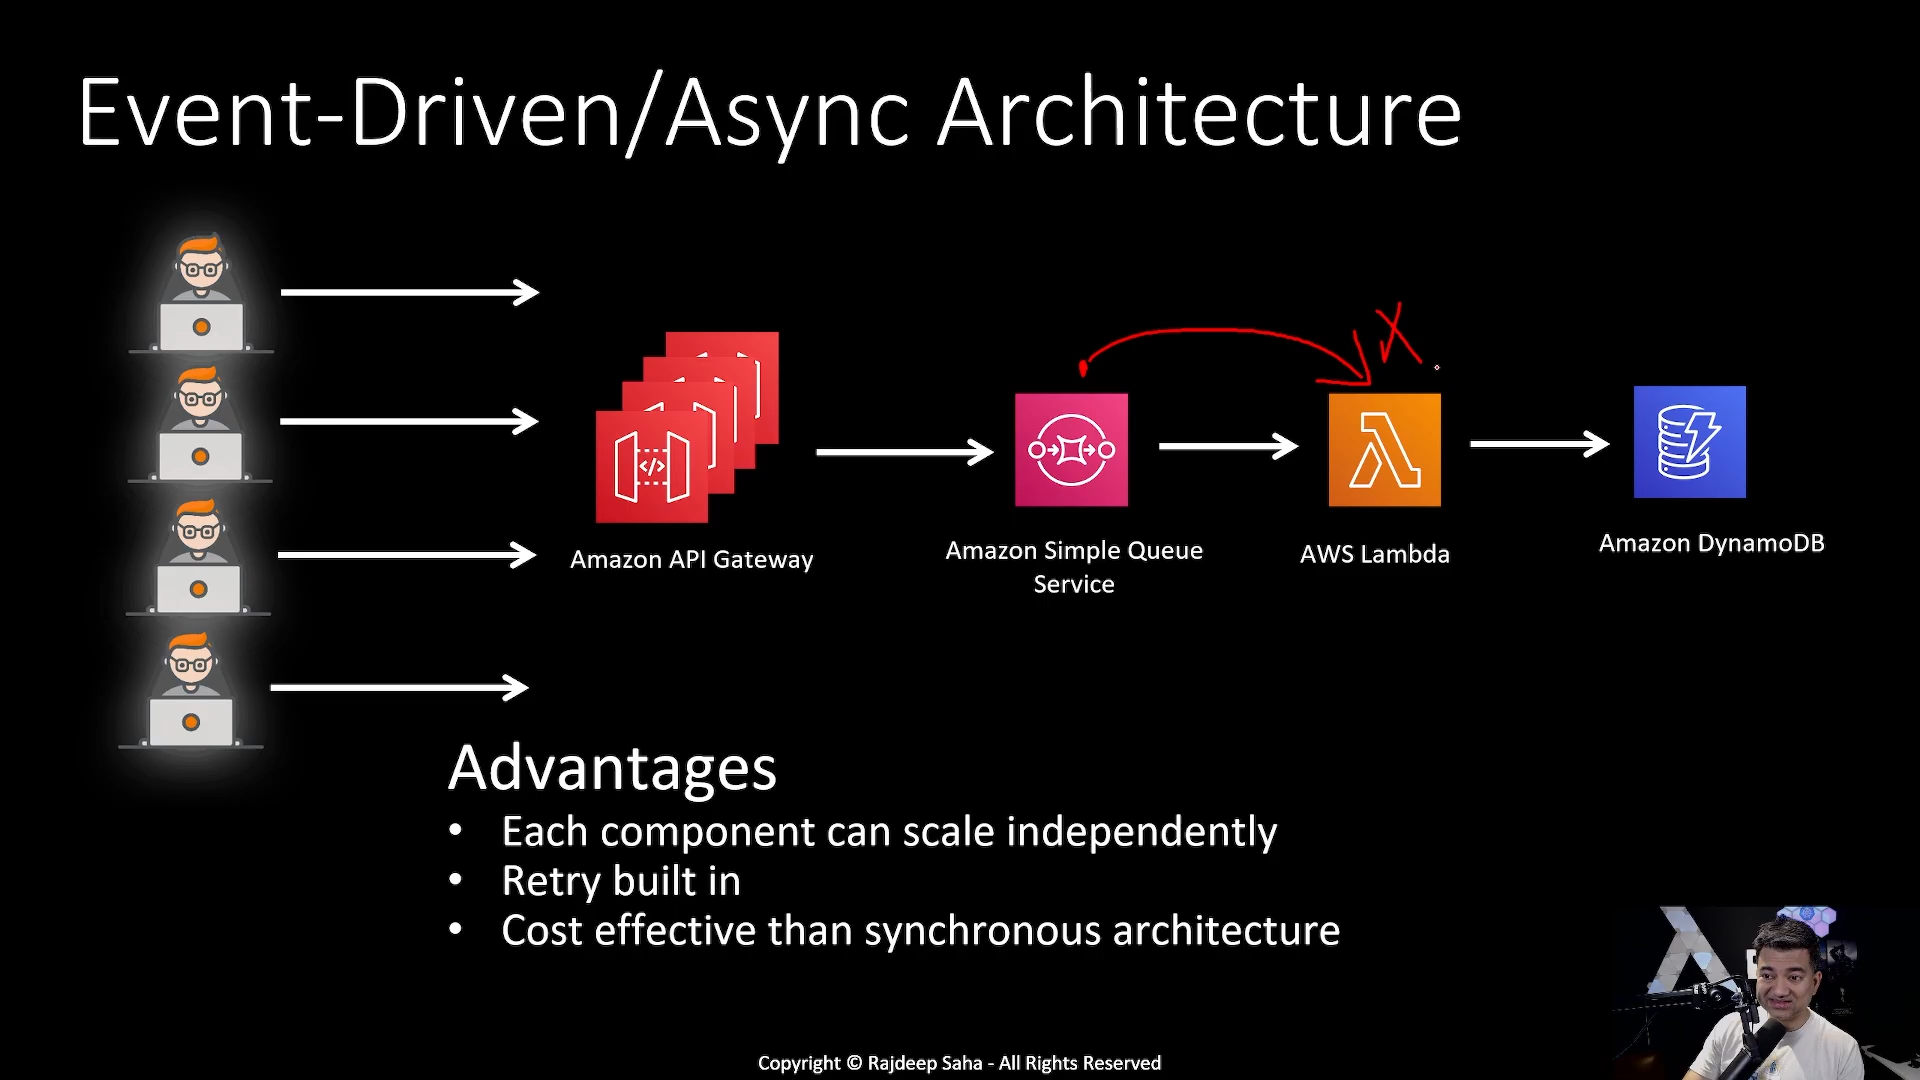 Event-Driven/Async Architecture
X
</>
Amazon API Gateway
Amazon Simple Queue
Service
AWS Lambda
Amazon DynamoDB
Advantages
• Each component can scale independently
• Retry built in
• Cost effective than synchronous architecture
Copyright © Rajdeep Saha - All Rights Reserved